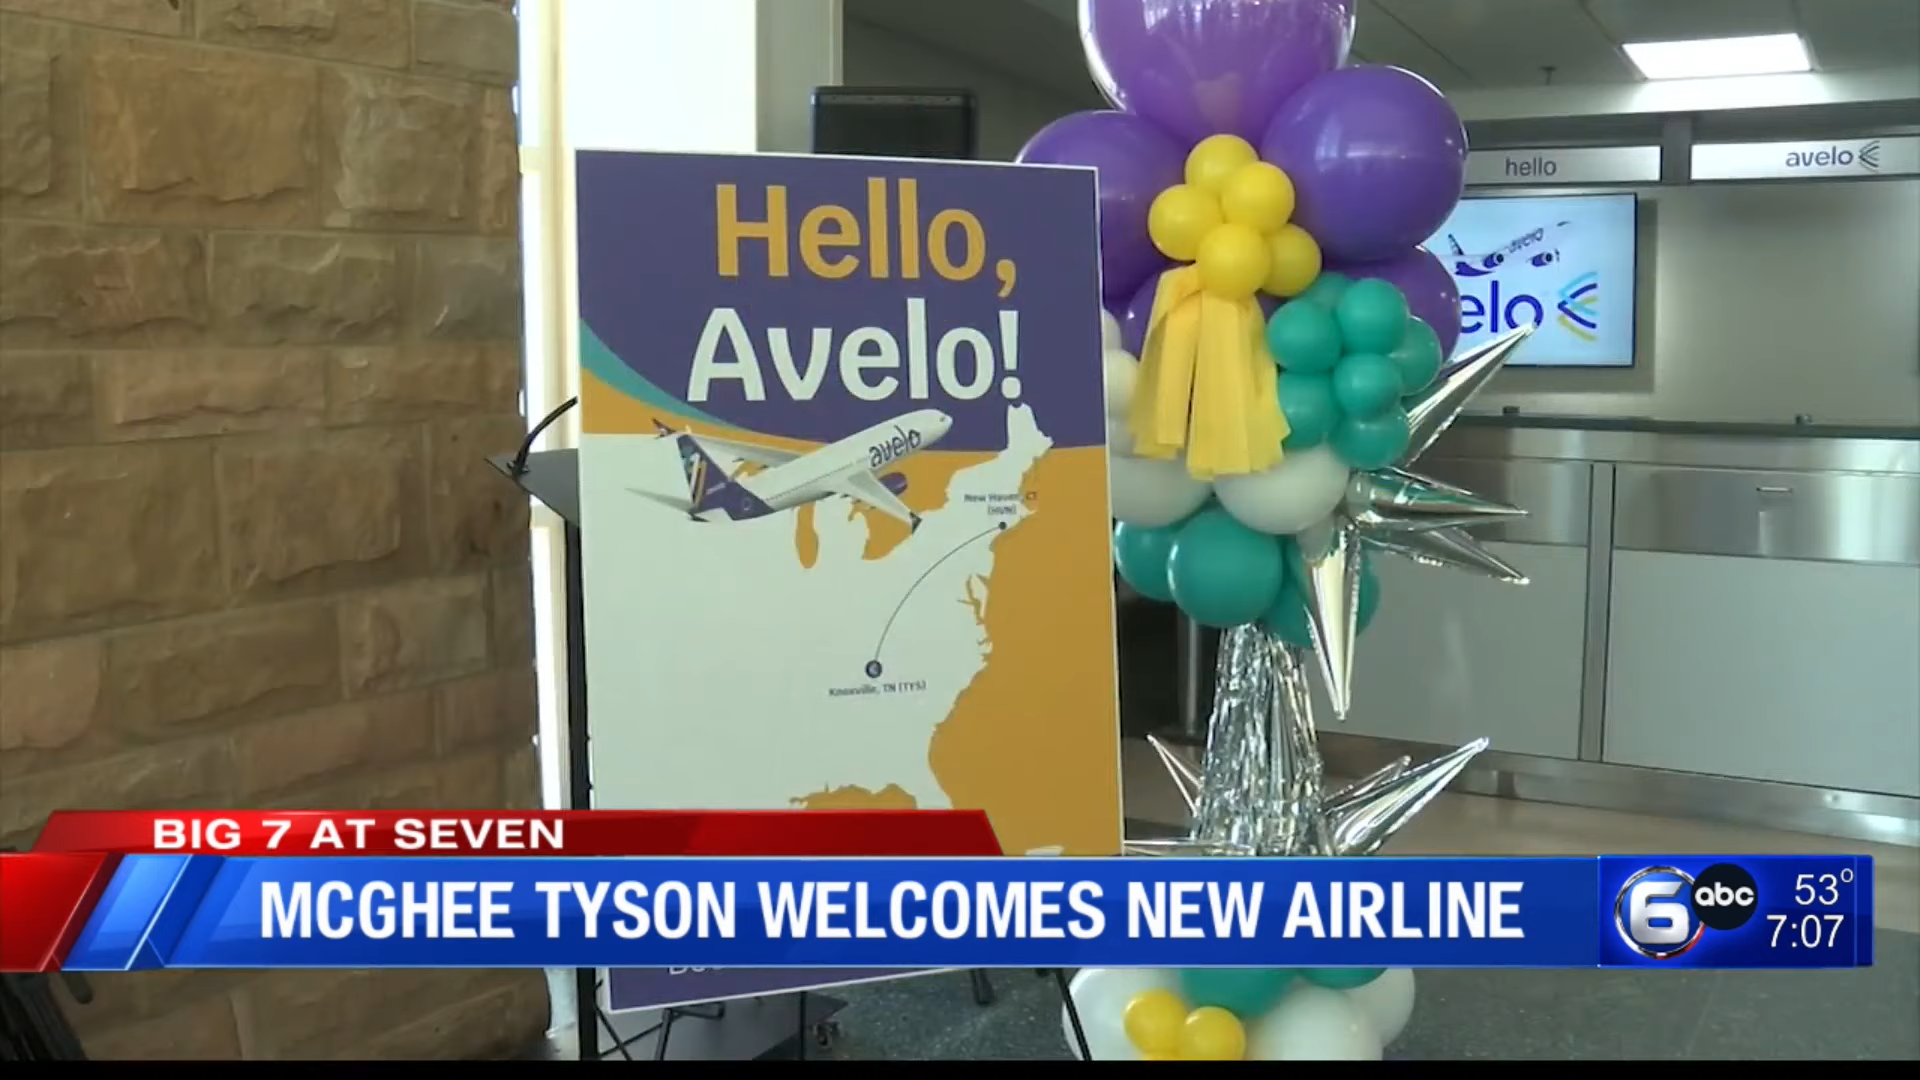 Hello,
Avelo!
avelo
New Haven, CT
(HVN)
Knoxville, TN (TYS)
hello
avelo
avelo
elo
BIG 7 AT SEVEN
MCGHEE TYSON WELCOMES NEW AIRLINE
6 abc
53°
7:07